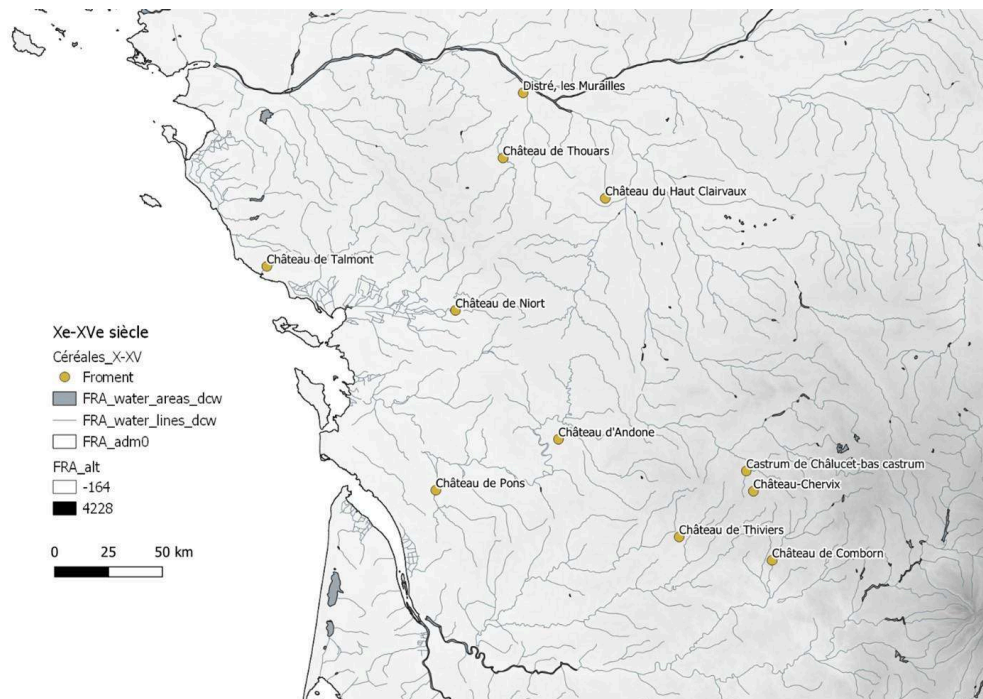 Distré, les Murailles
Château de Thouars
Château du Haut Clairvaux
Château de Talmont
Château de Niort
Xe-XVe siècle
Céréales_X-XV
Froment
FRA_water_areas_dcw
FRA_water_lines_dcw
FRA_adm0
FRA_alt
-164
4228
0 25 50 km
Château d'Andone
Castrum de Châlucet-bas castrum
Château de Pons
Château-Chervix
Château de Thiviers
Château de Comborn